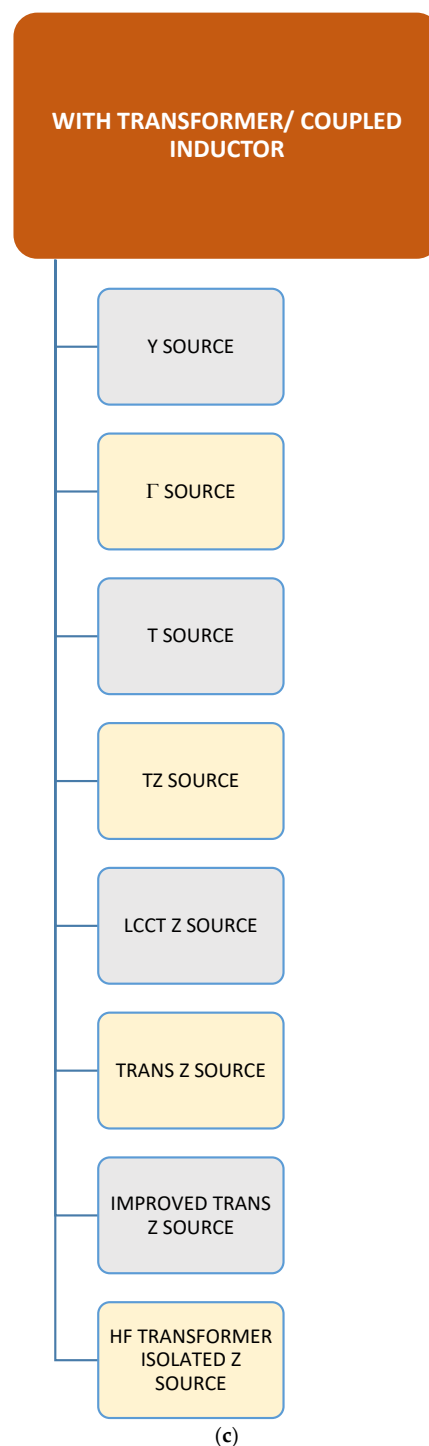 WITH TRANSFORMER/ COUPLED
INDUCTOR
Y SOURCE
Γ SOURCE
T SOURCE
TZ SOURCE
LCCT Z SOURCE
TRANS Z SOURCE
IMPROVED TRANS
Z SOURCE
HF TRANSFORMER
ISOLATED Z
SOURCE
(c)